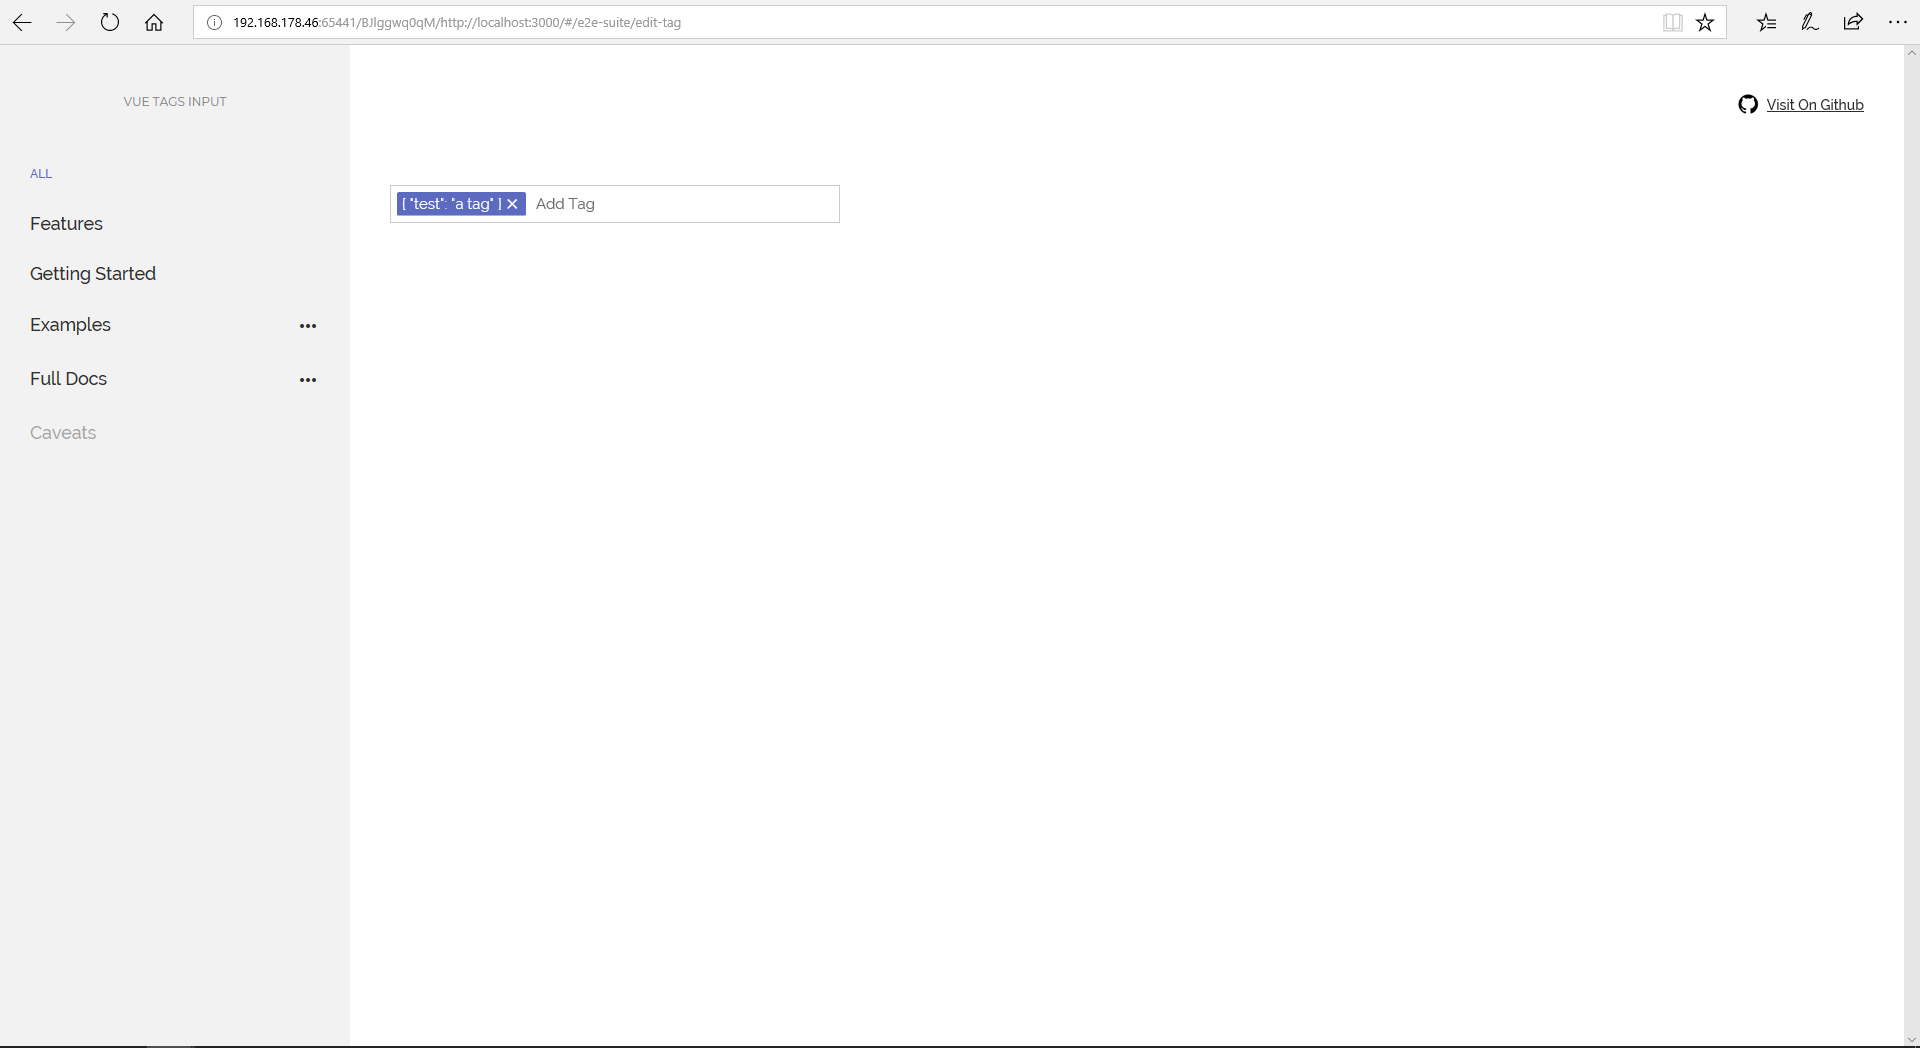 192.168.178.46:65441/BJlggwq0qM/http://localhost:3000/#/e2e-suite/edit-tag
VUE TAGS INPUT
Visit On Github
ALL
[ "test": "a tag" ] ✕ Add Tag
Features
Getting Started
Examples •••
Full Docs •••
Caveats